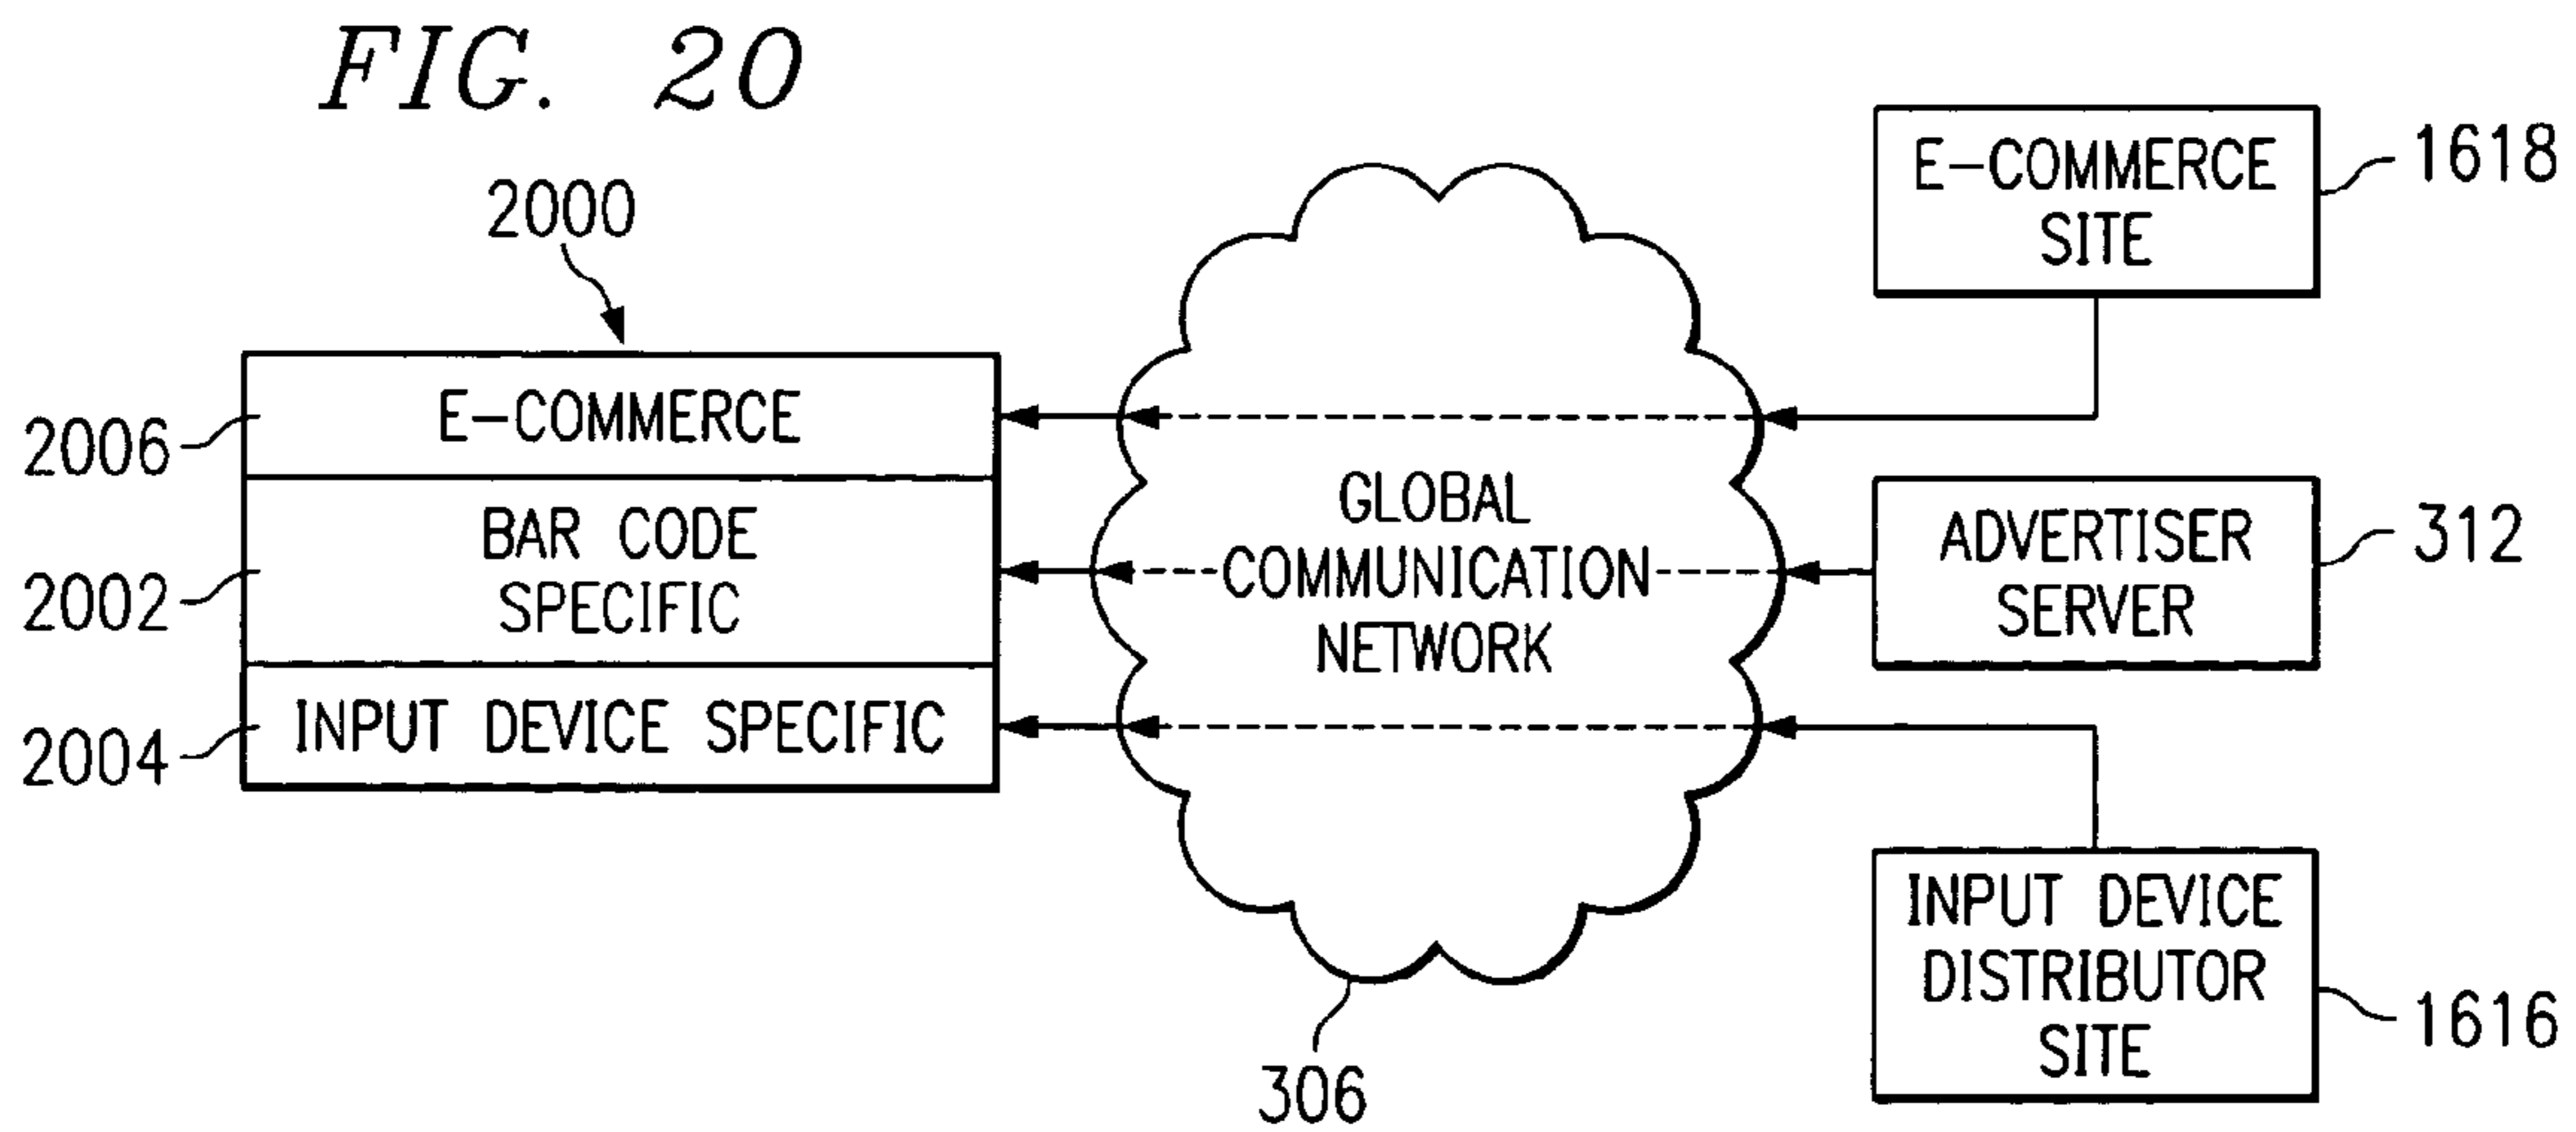 FIG. 20
2000
2006
E-COMMERCE
2002
BAR CODE
SPECIFIC
2004
INPUT DEVICE SPECIFIC
GLOBAL
COMMUNICATION
NETWORK
306
E-COMMERCE
SITE
1618
ADVERTISER
SERVER
312
INPUT DEVICE
DISTRIBUTOR
SITE
1616